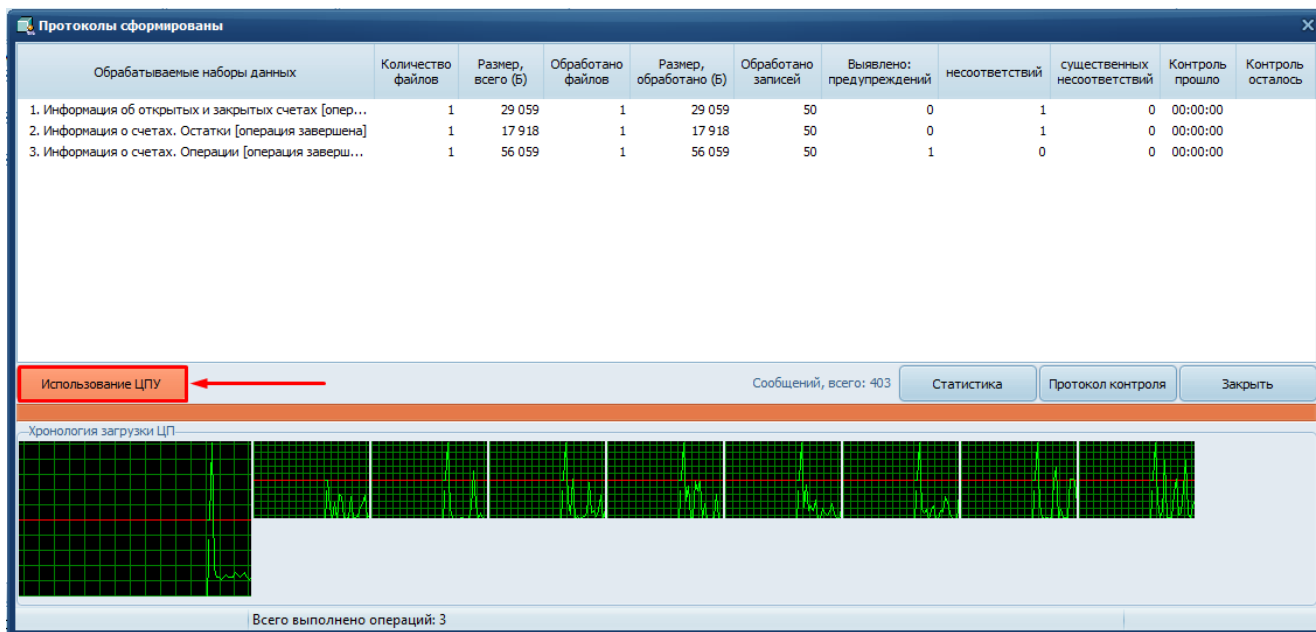 Протоколы сформированы
Обрабатываемые наборы данных
Количество файлов
Размер, всего (Б)
Обработано файлов
Размер, обработано (Б)
Обработано записей
Выявлено: предупреждений
несоответствий
существенных несоответствий
Контроль прошло
Контроль осталось
1. Информация об открытых и закрытых счетах [опер... 1 29 059 1 29 059 50 0 1 0 00:00:00
2. Информация о счетах. Остатки [операция завершена] 1 17 918 1 17 918 50 0 1 0 00:00:00
3. Информация о счетах. Операции [операция заверш... 1 56 059 1 56 059 50 1 0 0 00:00:00
Использование ЦПУ
Сообщений, всего: 403
Статистика
Протокол контроля
Закрыть
Хронология загрузки ЦП
Всего выполнено операций: 3